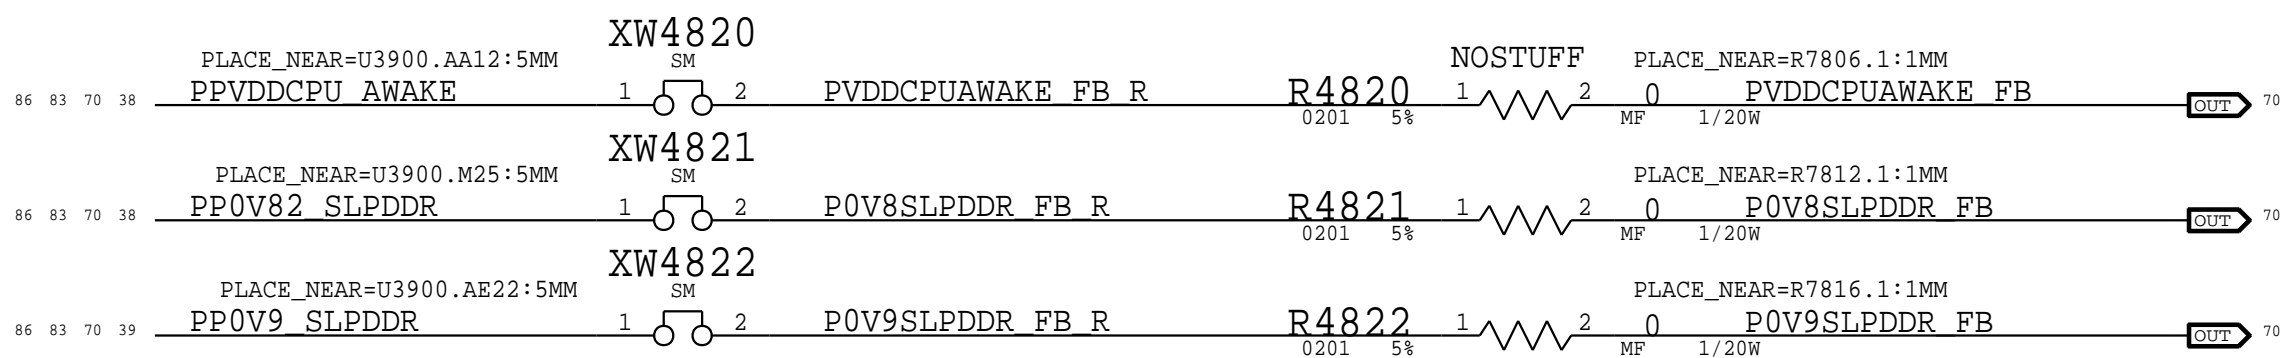 XW4820
PLACE_NEAR=U3900.AA12:5MM SM NOSTUFF PLACE_NEAR=R7806.1:1MM
86 83 70 38 PPVDDCPU_AWAKE 1 2 PVDDCPUAWAKE_FB_R R4820 1 2 0 PVDDCPUAWAKE_FB OUT 70
0201 5% MF 1/20W
XW4821
PLACE_NEAR=U3900.M25:5MM SM PLACE_NEAR=R7812.1:1MM
86 83 70 38 PP0V82_SLPDDR 1 2 P0V8SLPDDR_FB_R R4821 1 2 0 P0V8SLPDDR_FB OUT 70
0201 5% MF 1/20W
XW4822
PLACE_NEAR=U3900.AE22:5MM SM PLACE_NEAR=R7816.1:1MM
86 83 70 39 PP0V9_SLPDDR 1 2 P0V9SLPDDR_FB_R R4822 1 2 0 P0V9SLPDDR_FB OUT 70
0201 5% MF 1/20W